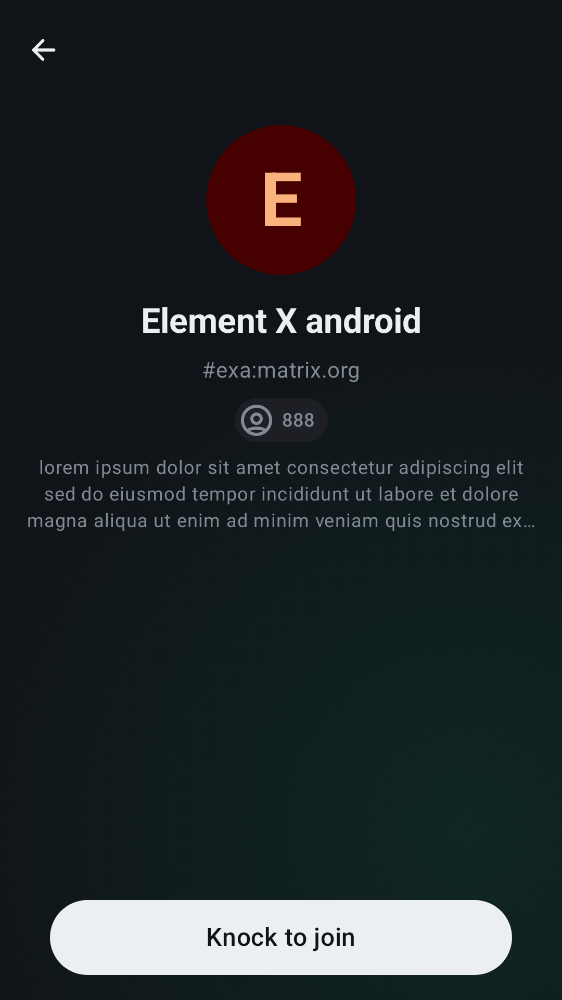 E
Element X android
#exa:matrix.org
888
lorem ipsum dolor sit amet consectetur adipiscing elit
sed do eiusmod tempor incididunt ut labore et dolore
magna aliqua ut enim ad minim veniam quis nostrud ex…
Knock to join